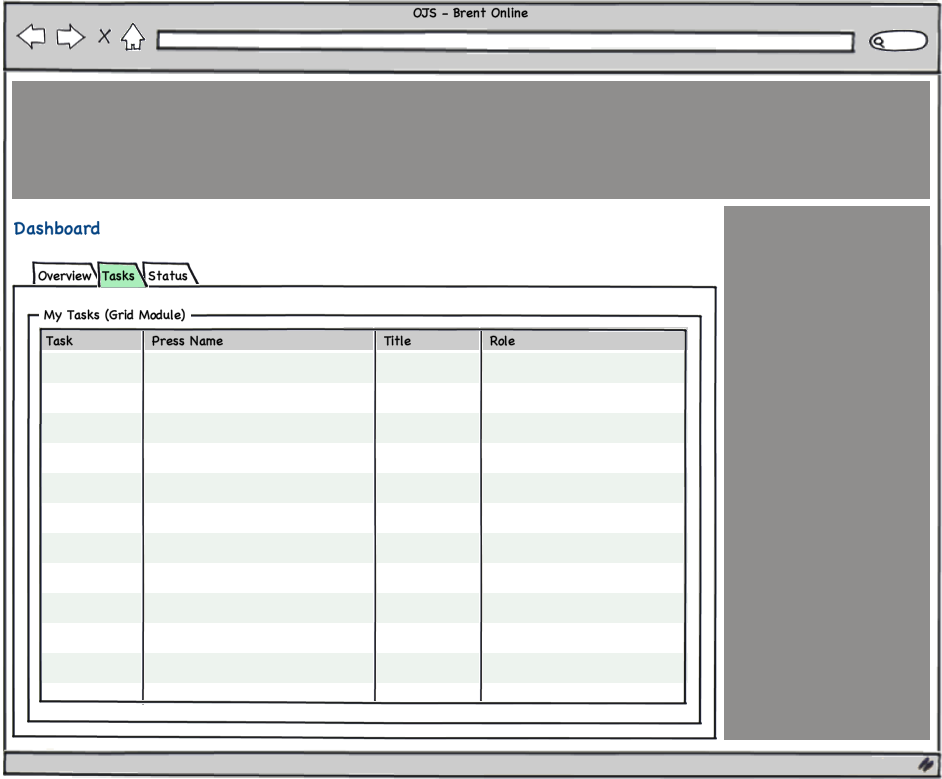 OJS - Brent Online
Dashboard
Overview Tasks Status
My Tasks (Grid Module)
Task Press Name Title Role